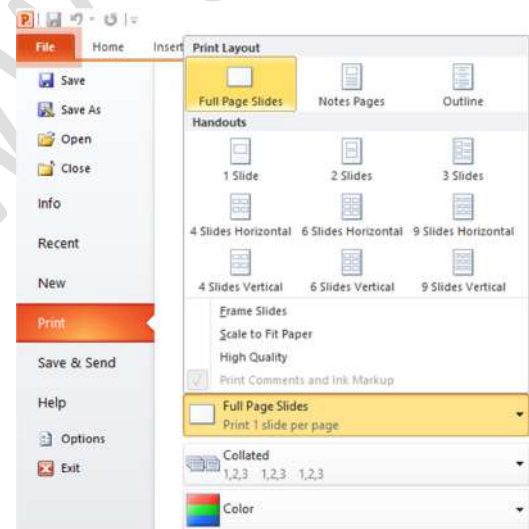 P
File Home Insert
Save
Save As
Open
Close
Info
Recent
New
Print
Save & Send
Help
Options
Exit
Print Layout
Full Page Slides Notes Pages Outline
Handouts
1 Slide 2 Slides 3 Slides
4 Slides Horizontal 6 Slides Horizontal 9 Slides Horizontal
4 Slides Vertical 6 Slides Vertical 9 Slides Vertical
Frame Slides
Scale to Fit Paper
High Quality
Print Comments and Ink Markup
Full Page Slides
Print 1 slide per page
Collated
1,2,3 1,2,3 1,2,3
Color